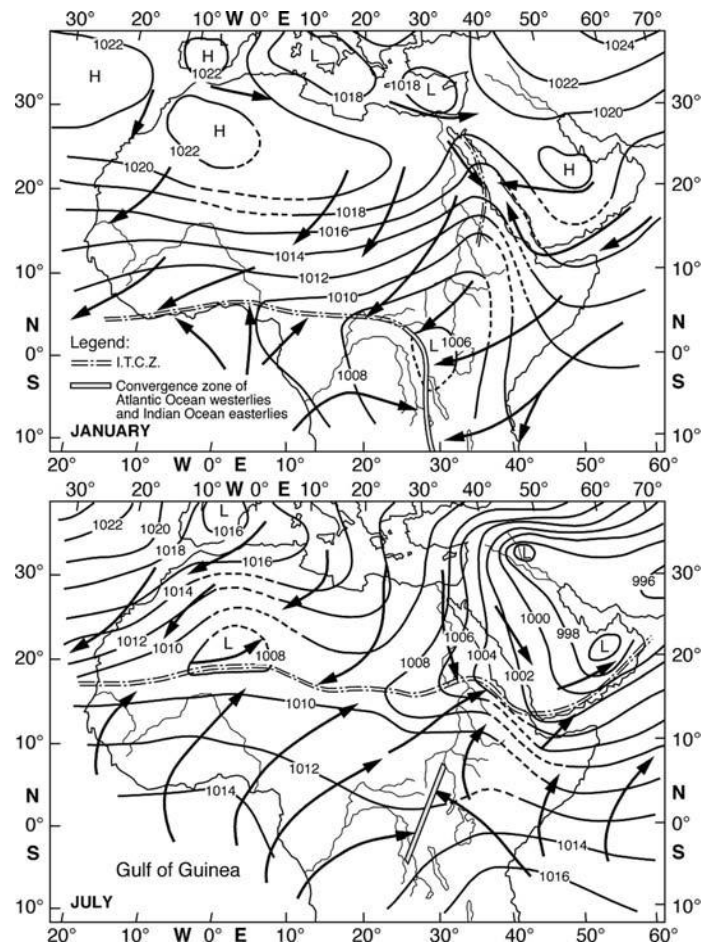 30° 20° 10° W 0° E 10° 20° 30° 40° 50° 60° 70°
1022 H 1022 L 1024
H 1018 1018 L 1022
30° 1020 30°
1022 H H
1020
20° 1018 20°
1016
1014
10° 1012 10°
1010
N 1006 N
0° L 0°
Legend:
I.T.C.Z.
S 1008 S
Convergence zone of
Atlantic Ocean westerlies
and Indian Ocean easterlies
10° JANUARY 10°
20° 10° W 0° E 10° 20° 30° 40° 50° 60°
30° 20° 10° W 0° E 10° 20° 30° 40° 50° 60° 70°
1022 1020 L 1016
1018 1016 L
30° 1014 996 30°
1012 1006 1000
1010 L 1008 1008 1004 998 L
20° 1002 20°
1010
10° 10°
1012
N 1014 N
0° 1014 0°
S 1016 S
Gulf of Guinea
10° JULY 10°
20° 10° W 0° E 10° 20° 30° 40° 50° 60°